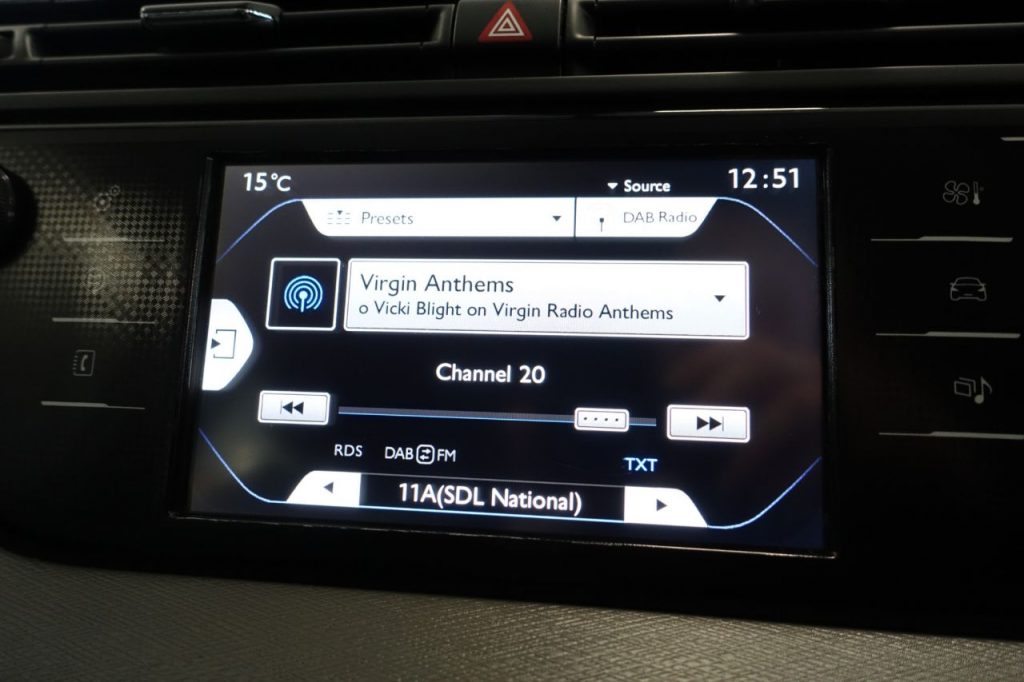 15°C
Source
12:51
Presets
DAB Radio
Virgin Anthems
o Vicki Blight on Virgin Radio Anthems
Channel 20
RDS
DAB FM
TXT
11A(SDL National)